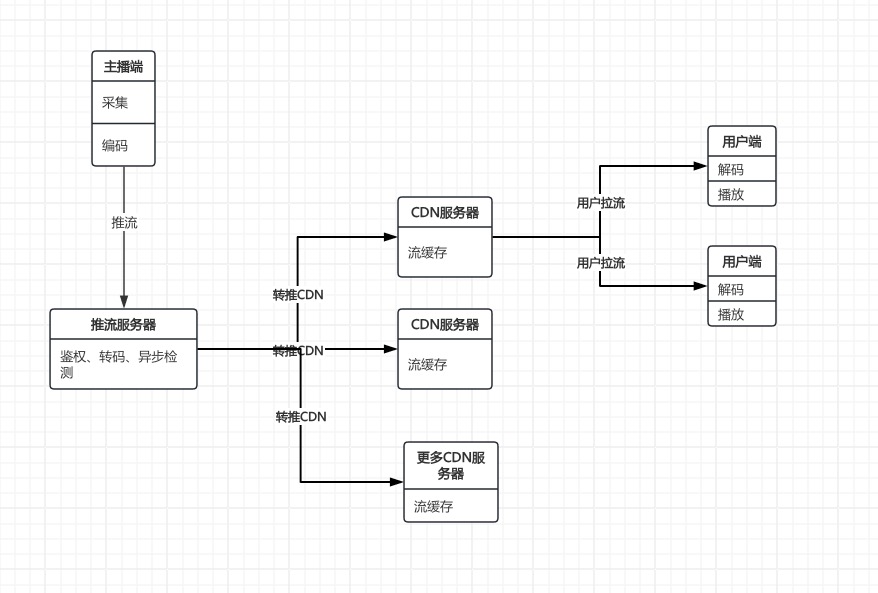 主播端
采集
编码
推流
推流服务器
鉴权、转码、异步检
测
转推CDN
转推CDN
转推CDN
CDN服务器
流缓存
CDN服务器
流缓存
更多CDN服
务器
流缓存
用户拉流
用户拉流
用户端
解码
播放
用户端
解码
播放